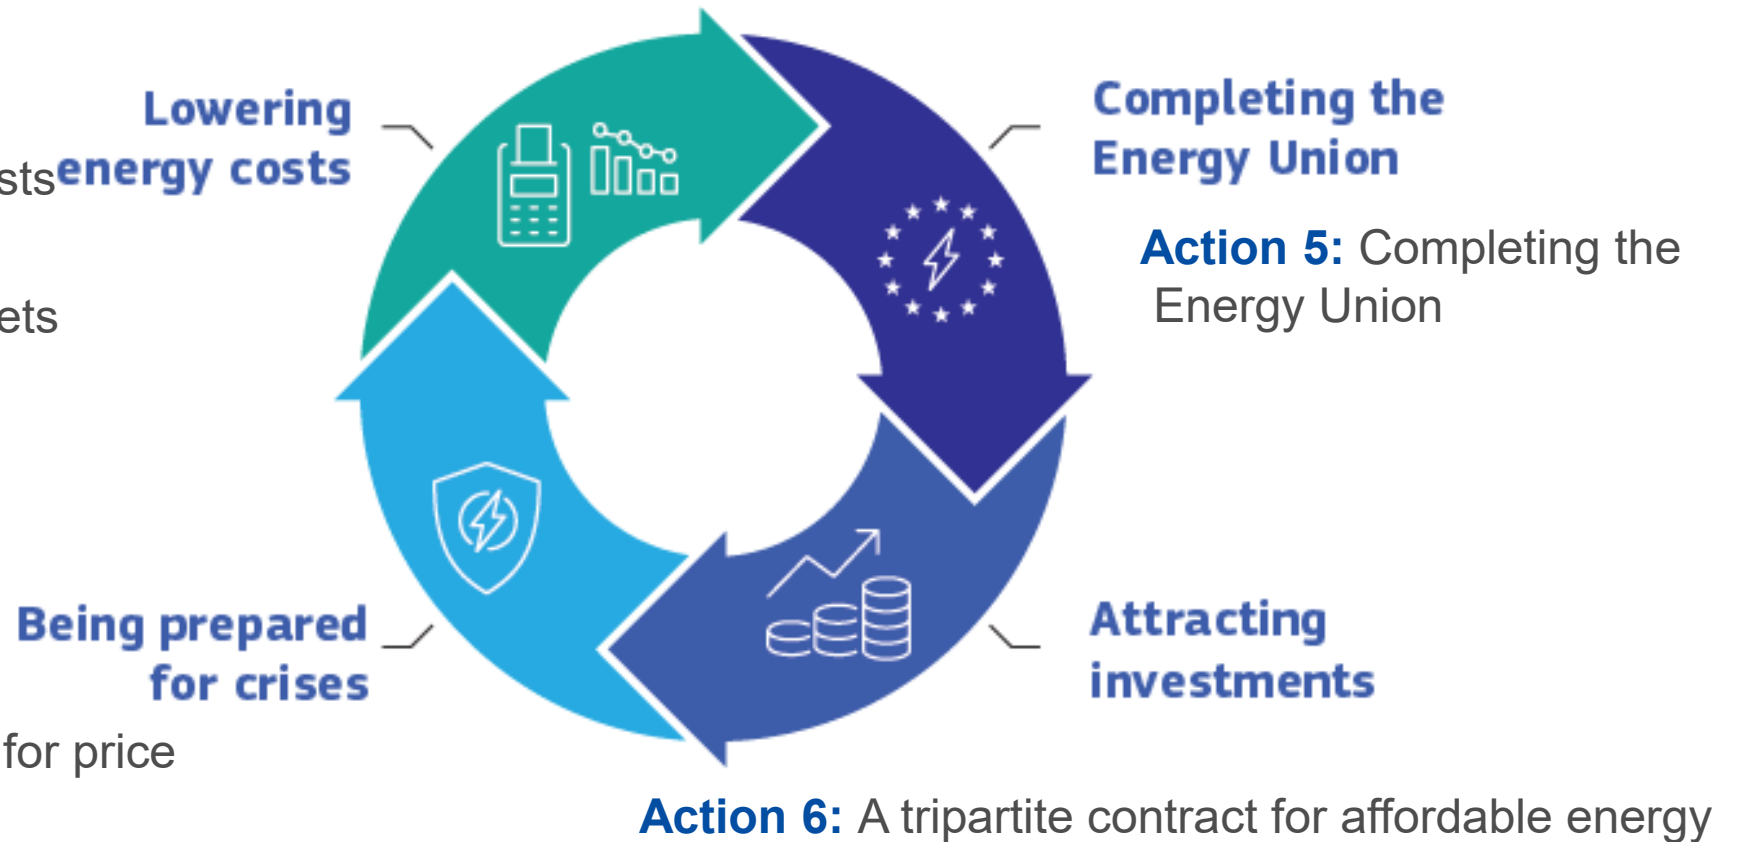 Lowering
energy costs
sts
ets
Completing the
Energy Union
Action 5: Completing the
Energy Union
Being prepared
for crises
for price
Attracting
investments
Action 6: A tripartite contract for affordable energy